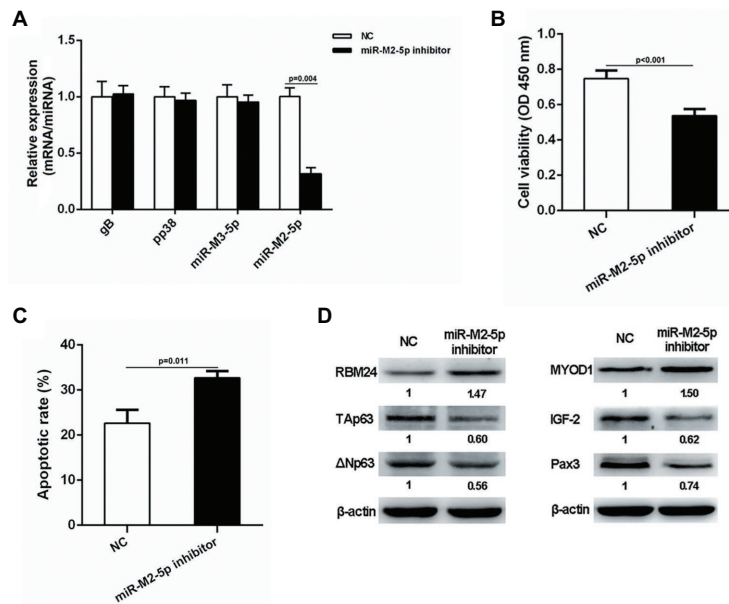 A
NC
miR-M2-5p inhibitor
Relative expression
(mRNA/miRNA)
1.5
1.0
0.5
0.0
p=0.004
gB
pp38
miR-M3-5p
miR-M2-5p
B
Cell viability (OD 450 nm)
1.0
0.8
0.6
0.4
0.2
0.0
p<0.001
NC
miR-M2-5p inhibitor
C
Apoptotic rate (%)
50
40
30
20
10
0
p=0.011
NC
miR-M2-5p inhibitor
D
NC
miR-M2-5p
inhibitor
RBM24
1 1.47
TAp63
1 0.60
ΔNp63
1 0.56
β-actin
NC
miR-M2-5p
inhibitor
MYOD1
1 1.50
IGF-2
1 0.62
Pax3
1 0.74
β-actin